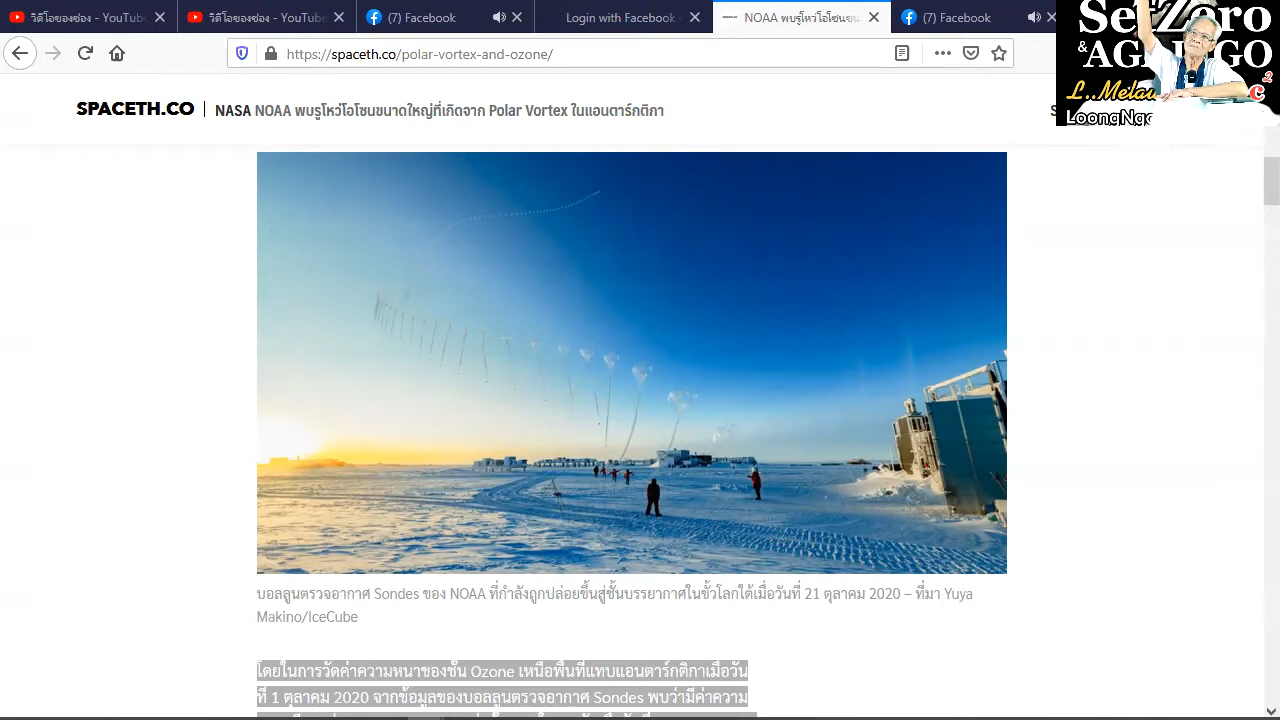 วิดีโอของช่อง - YouTube
วิดีโอของช่อง - YouTube
(7) Facebook
Login with Facebook -
NOAA พบรูโหว่โอโซนขน
(7) Facebook
https://spaceth.co/polar-vortex-and-ozone/
Sef Zero
& AG
GO
L..Melau
c2
SPACETH.CO | NASA NOAA พบรูโหว่โอโซนขนาดใหญ่ที่เกิดจาก Polar Vortex ในแอนตาร์กติกา
บอลลูนตรวจอากาศ Sondes ของ NOAA ที่กำลังถูกปล่อยขึ้นสู่ชั้นบรรยากาศในขั้วโลกใต้เมื่อวันที่ 21 ตุลาคม 2020 – ที่มา Yuya
Makino/IceCube
โดยในการวัดค่าความหนาของชั้น Ozone เหนือพื้นที่แทบแอนตาร์กติกาเมื่อวัน
ที่ 1 ตุลาคม 2020 จากข้อมูลของบอลลูนตรวจอากาศ Sondes พบว่ามีค่าความ